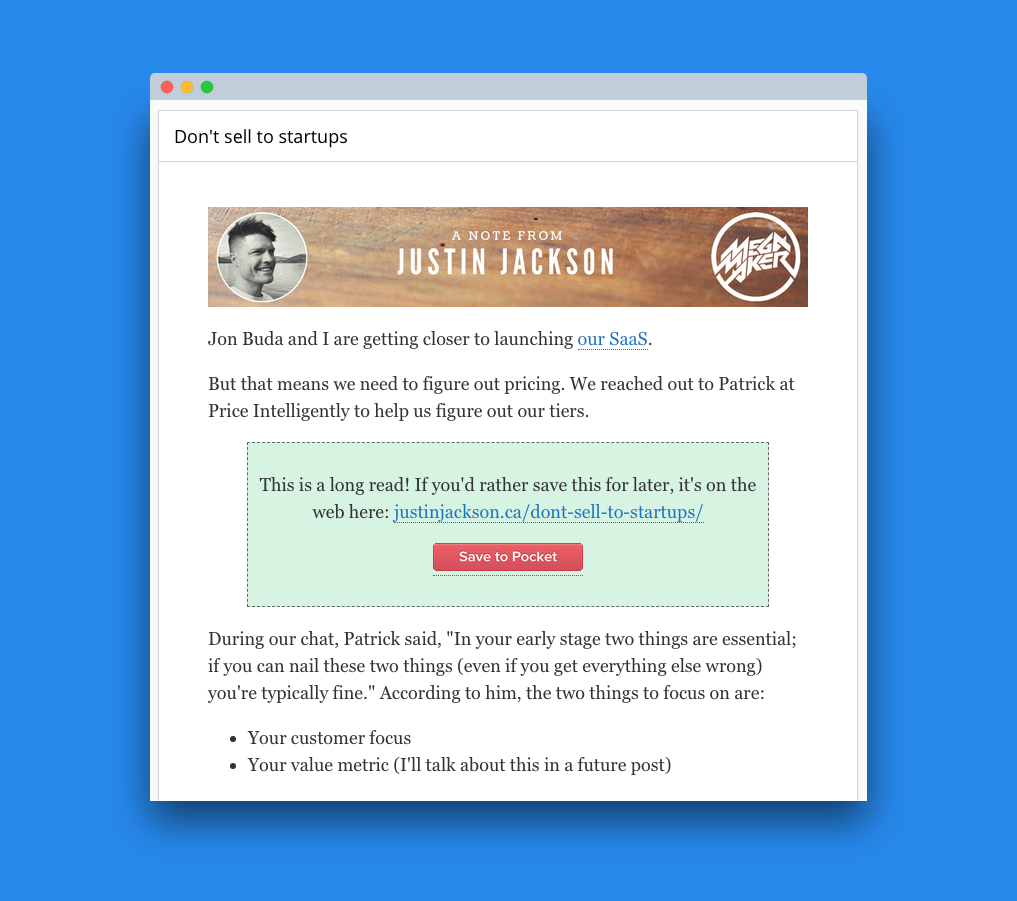 Don't sell to startups
A NOTE FROM
JUSTIN JACKSON
MEGA
MAKER
Jon Buda and I are getting closer to launching our SaaS.
But that means we need to figure out pricing. We reached out to Patrick at
Price Intelligently to help us figure out our tiers.
This is a long read! If you'd rather save this for later, it's on the
web here: justinjackson.ca/dont-sell-to-startups/
Save to Pocket
During our chat, Patrick said, "In your early stage two things are essential;
if you can nail these two things (even if you get everything else wrong)
you're typically fine." According to him, the two things to focus on are:
• Your customer focus
• Your value metric (I'll talk about this in a future post)